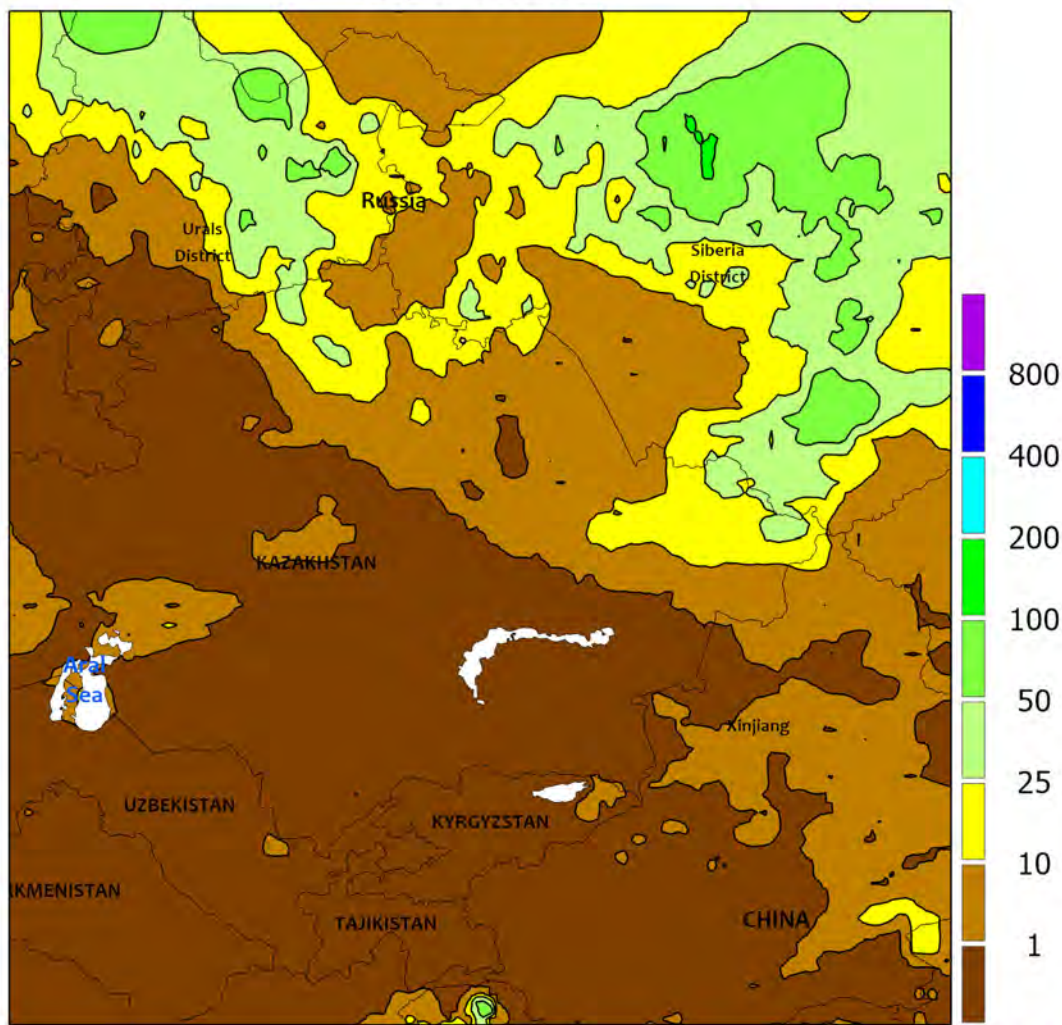 Russia
Urals
District
Siberia
District
800
400
KAZAKHSTAN
200
100
Aral
Sea
50
Xinjiang
25
UZBEKISTAN
KYRGYZSTAN
10
RKMENISTAN
TAJIKISTAN
CHINA
1